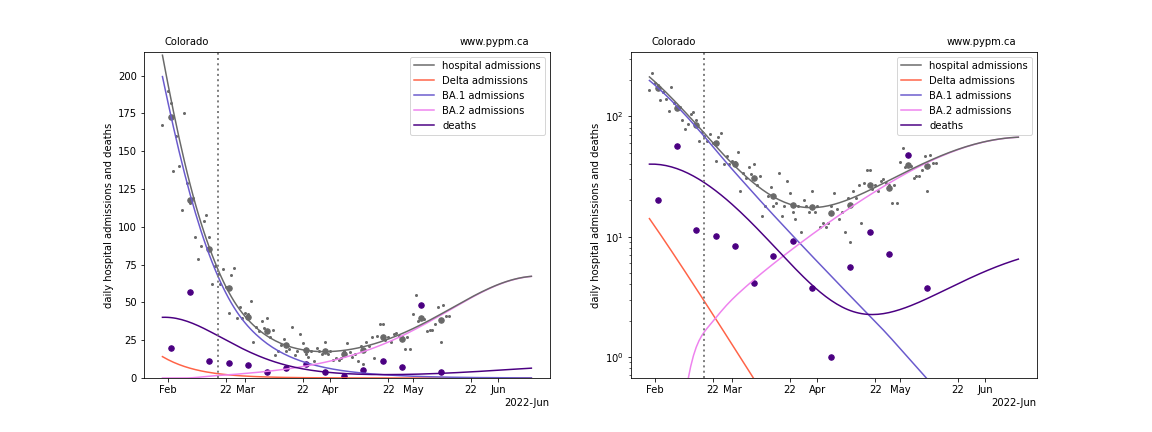 Colorado
www.pypm.ca
daily hospital admissions and deaths
200
175
150
125
100
75
50
25
0
hospital admissions
Delta admissions
BA.1 admissions
BA.2 admissions
deaths
Feb 22 Mar 22 Apr 22 May 22 Jun
2022-Jun
Colorado
www.pypm.ca
daily hospital admissions and deaths
10²
10¹
10⁰
hospital admissions
Delta admissions
BA.1 admissions
BA.2 admissions
deaths
Feb 22 Mar 22 Apr 22 May 22 Jun
2022-Jun